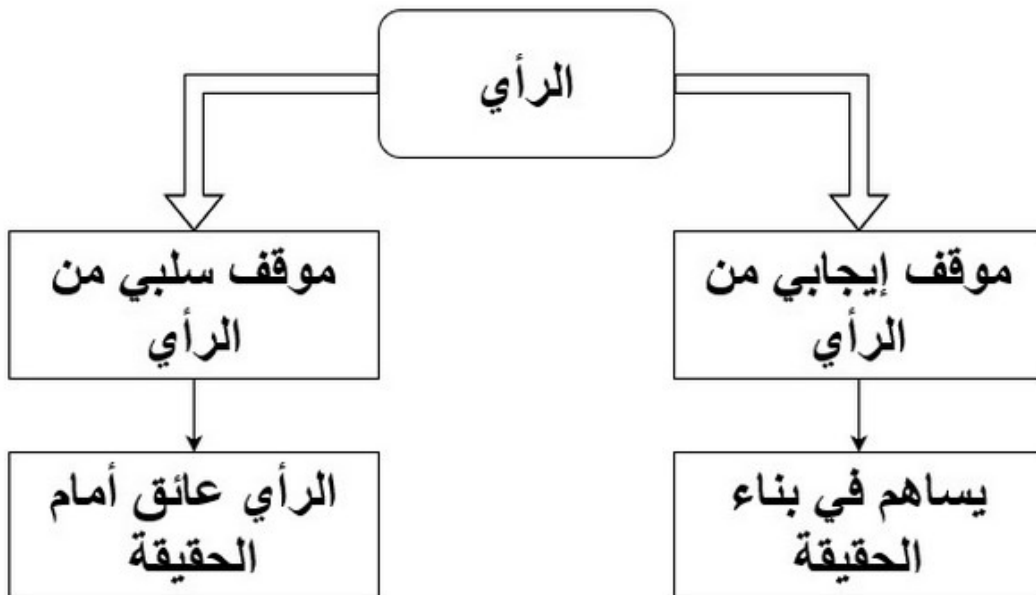 الرأي
موقف إيجابي من
الرأي
موقف سلبي من
الرأي
يساهم في بناء
الحقيقة
الرأي عائق أمام
الحقيقة